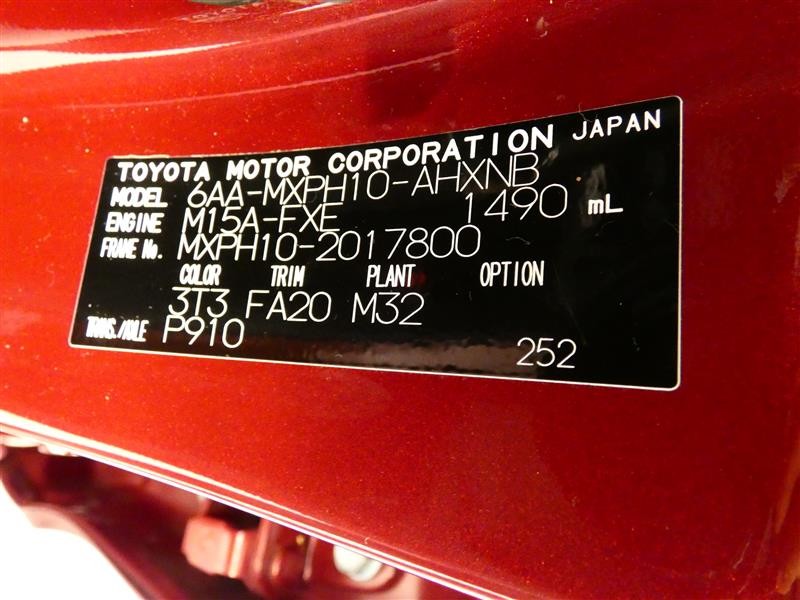 TOYOTA MOTOR CORPORATION JAPAN
MODEL 6AA-MXPH10-AHXNB
ENGINE M15A-FXE 1490 mL
FRAME No. MXPH10-2017800
COLOR TRIM PLANT OPTION
3T3 FA20 M32
TRANS./AXLE P910
252